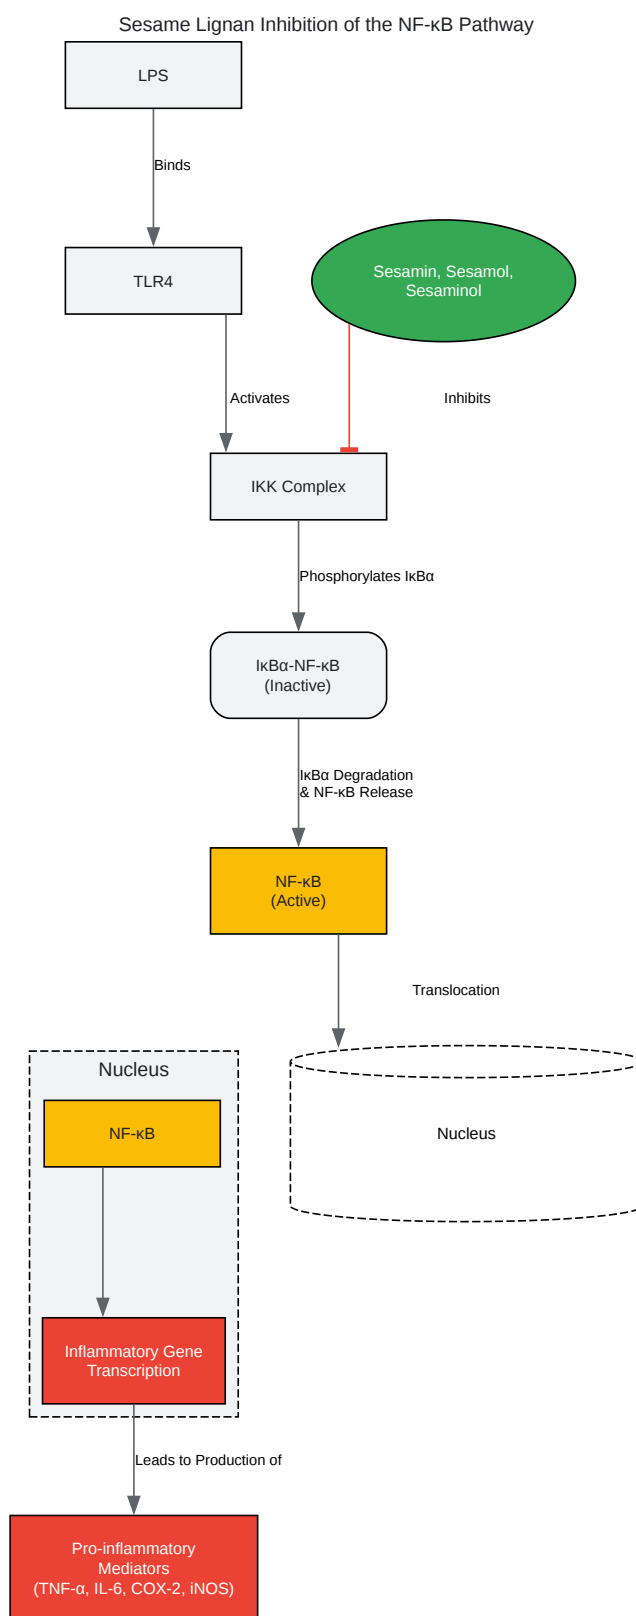 Sesame Lignan Inhibition of the NF-κB Pathway
LPS
Binds
TLR4
Sesamin, Sesamol,
Sesaminol
Activates
Inhibits
IKK Complex
Phosphorylates IκBα
IκBα-NF-κB
(Inactive)
IκBα Degradation
& NF-κB Release
NF-κB
(Active)
Translocation
Nucleus
NF-κB
Nucleus
Inflammatory Gene
Transcription
Leads to Production of
Pro-inflammatory
Mediators
(TNF-α, IL-6, COX-2, iNOS)